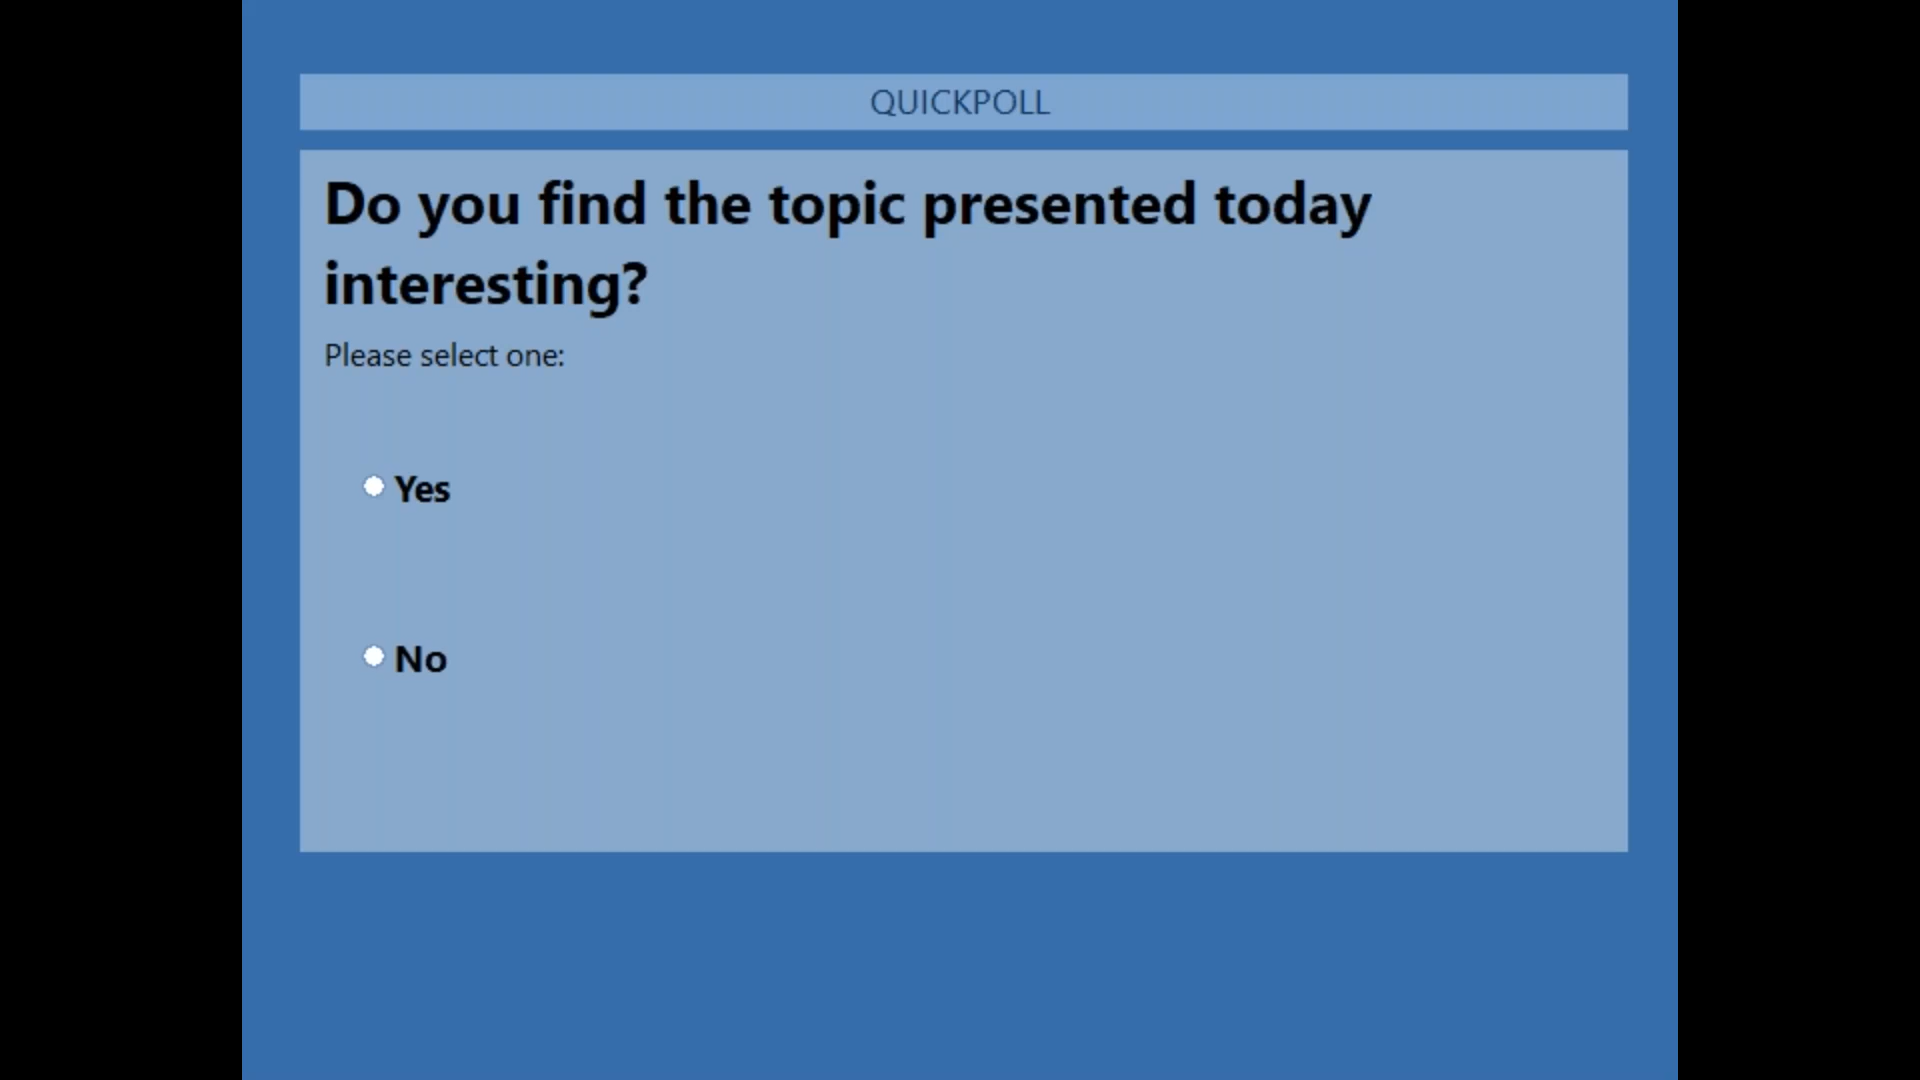 QUICKPOLL
Do you find the topic presented today
interesting?
Please select one:
Yes
No